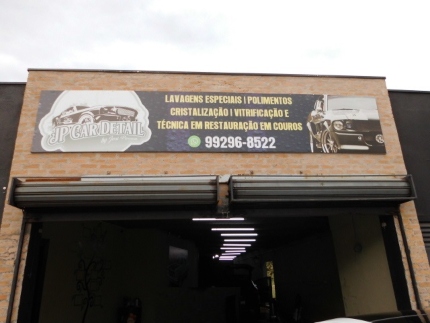 JP CAR DETAIL
LAVAGENS ESPECIAIS | POLIMENTOS
CRISTALIZAÇÃO | VITRIFICAÇÃO E
TÉCNICA EM RESTAURAÇÃO EM COUROS
99296-8522